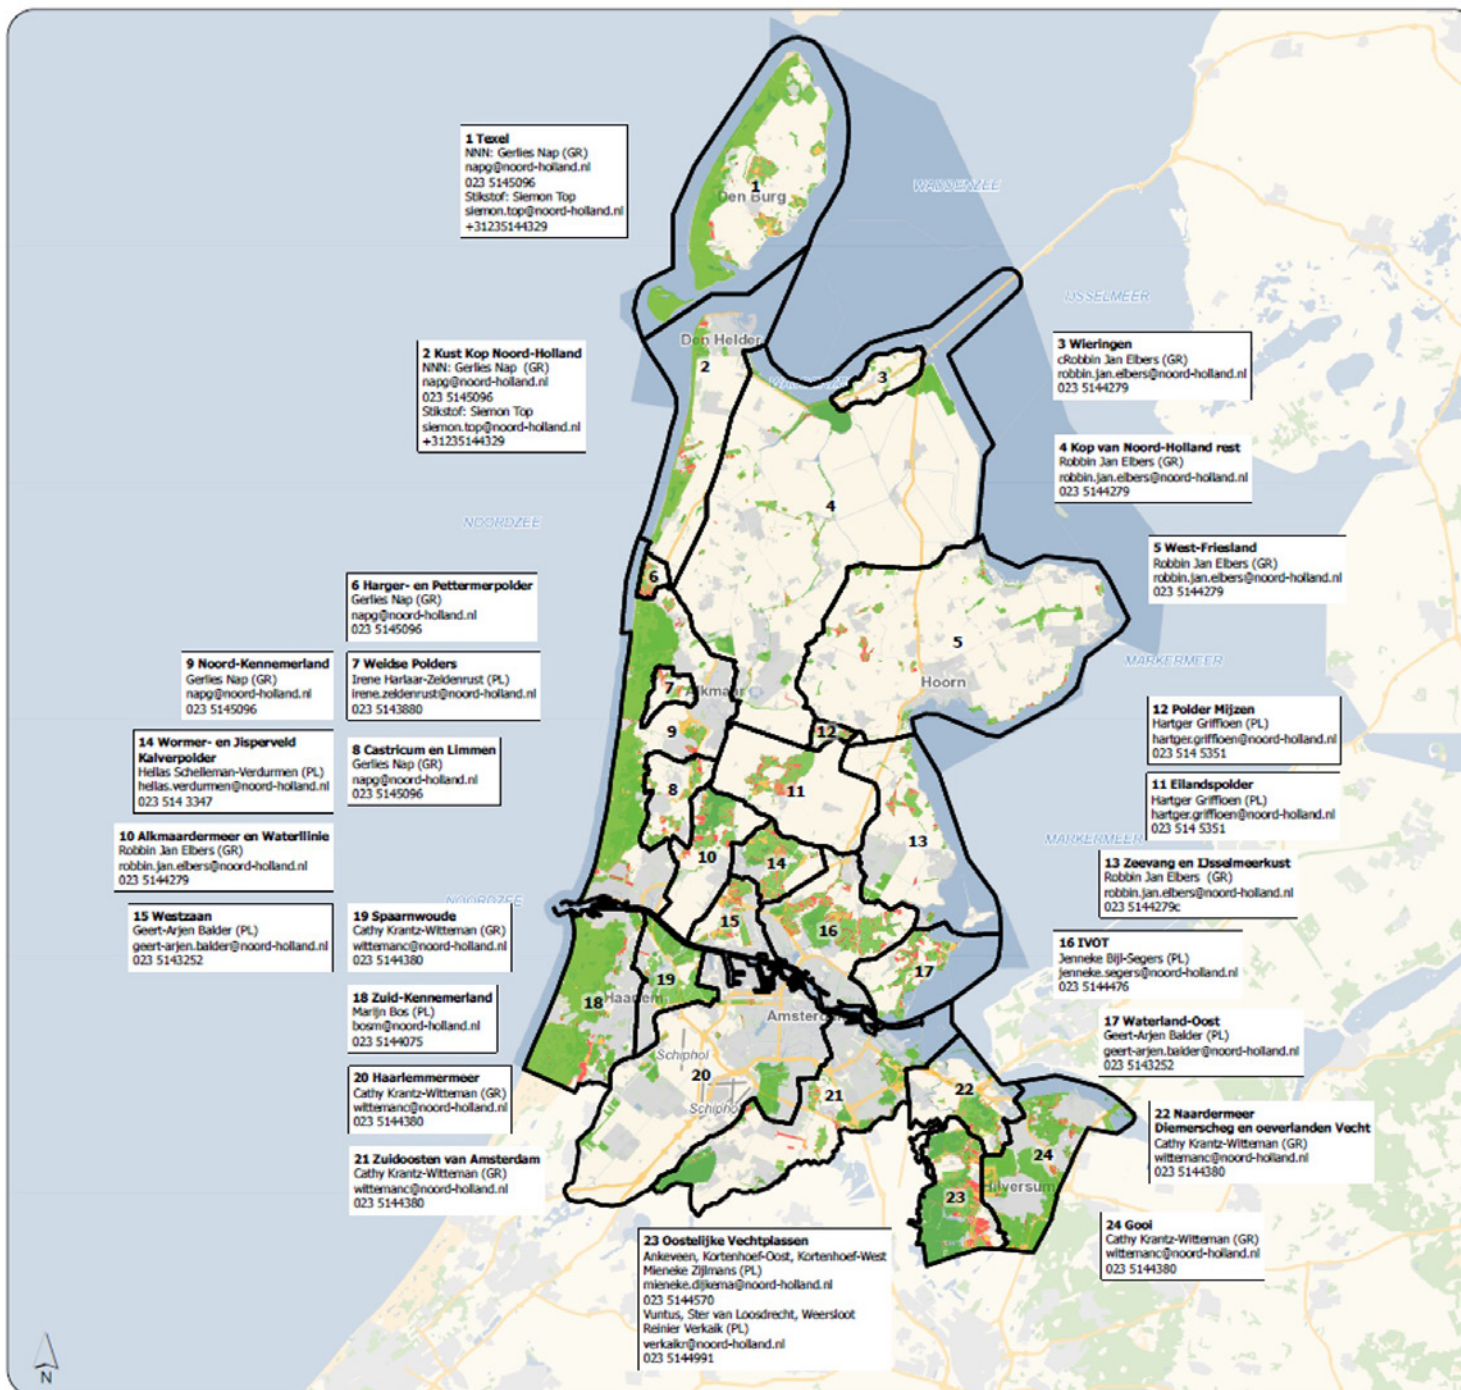 1 Texel
NNN: Gerlies Nap (GR)
napg@noord-holland.nl
023 5145096
Stikstof: Siemon Top
siemon.top@noord-holland.nl
+31235144329
1
Den Burg
WADDENZEE
IJSSELMEER
2 Kust Kop Noord-Holland
NNN: Gerlies Nap (GR)
napg@noord-holland.nl
023 5145096
Stikstof: Siemon Top
siemon.top@noord-holland.nl
+31235144329
Den Helder
2
3
3 Wieringen
cRobbin Jan Elbers (GR)
robbin.jan.elbers@noord-holland.nl
023 5144279
4 Kop van Noord-Holland rest
Robbin Jan Elbers (GR)
robbin.jan.elbers@noord-holland.nl
023 5144279
4
NOORDZEE
5 West-Friesland
Robbin Jan Elbers (GR)
robbin.jan.elbers@noord-holland.nl
023 5144279
6 Harger- en Pettermerpolder
Gerlies Nap (GR)
napg@noord-holland.nl
023 5145096
6
5
Hoorn
MARKERMEER
9 Noord-Kennemerland
Gerlies Nap (GR)
napg@noord-holland.nl
023 5145096
7 Weidse Polders
Irene Harlaar-Zeldenrust (PL)
irene.zeldenrust@noord-holland.nl
023 5143880
7
Alkmaar
9
12
12 Polder Mijzen
Hartger Griffioen (PL)
hartger.griffioen@noord-holland.nl
023 514 5351
14 Wormer- en Jisperveld
Kalverpolder
Hellas Schelleman-Verdurmen (PL)
hellas.verdurmen@noord-holland.nl
023 514 3347
8 Castricum en Limmen
Gerlies Nap (GR)
napg@noord-holland.nl
023 5145096
8
11
11 Eilandspolder
Hartger Griffioen (PL)
hartger.griffioen@noord-holland.nl
023 514 5351
10 Alkmaardermeer en Waterllinie
Robbin Jan Elbers (GR)
robbin.jan.elbers@noord-holland.nl
023 5144279
10
14
13
MARKERMEER
13 Zeevang en IJsselmeerkust
Robbin Jan Elbers (GR)
robbin.jan.elbers@noord-holland.nl
023 5144279c
NOORDZEE
15 Westzaan
Geert-Arjen Balder (PL)
geert-arjen.balder@noord-holland.nl
023 5143252
19 Spaarnwoude
Cathy Krantz-Witteman (GR)
wittemanc@noord-holland.nl
023 5144380
15
16
17
16 IVOT
Jenneke Bijl-Segers (PL)
jenneke.segers@noord-holland.nl
023 5144476
18 Zuid-Kennemerland
Marijn Bos (PL)
bosm@noord-holland.nl
023 5144075
18
Haarlem
19
Amsterdam
17 Waterland-Oost
Geert-Arjen Balder (PL)
geert-arjen.balder@noord-holland.nl
023 5143252
20 Haarlemmermeer
Cathy Krantz-Witteman (GR)
wittemanc@noord-holland.nl
023 5144380
Schiphol
20
Schiphol
21
22
22 Naardermeer
Diemerscheg en oeverlanden Vecht
Cathy Krantz-Witteman (GR)
wittemanc@noord-holland.nl
023 5144380
21 Zuidoosten van Amsterdam
Cathy Krantz-Witteman (GR)
wittemanc@noord-holland.nl
023 5144380
24
Hilversum
23
24 Gooi
Cathy Krantz-Witteman (GR)
wittemanc@noord-holland.nl
023 5144380
23 Oostelijke Vechtplassen
Ankeveen, Kortenhoef-Oost, Kortenhoef-West
Mieneke Zijlmans (PL)
mieneke.dijkema@noord-holland.nl
023 5144570
Vuntus, Ster van Loosdrecht, Weersloot
Reinier Verkaik (PL)
verkaikr@noord-holland.nl
023 5144991
N